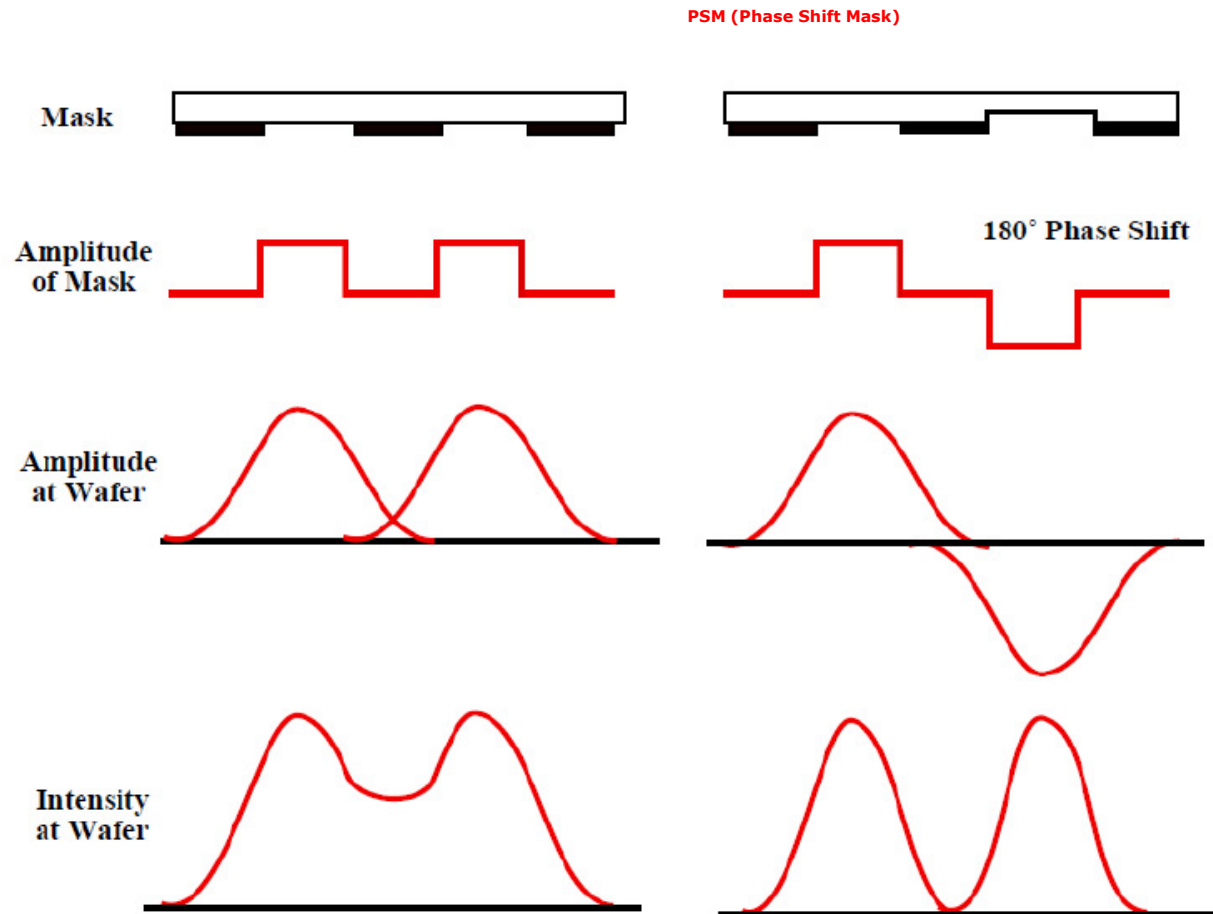 PSM (Phase Shift Mask)
Mask
Amplitude
of Mask
180° Phase Shift
Amplitude
at Wafer
Intensity
at Wafer